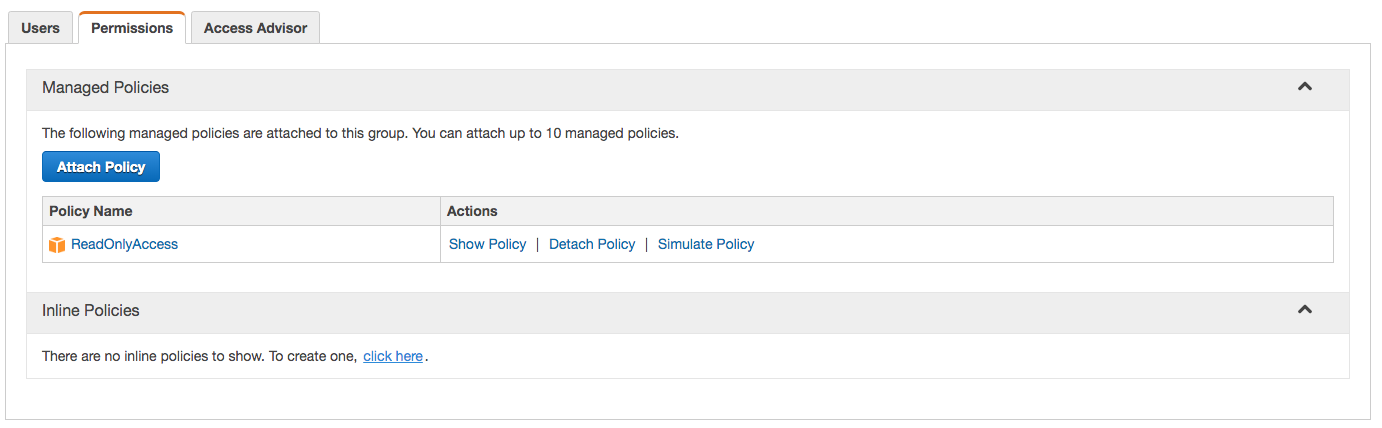 Users Permissions Access Advisor
Managed Policies
The following managed policies are attached to this group. You can attach up to 10 managed policies.
Attach Policy
Policy Name Actions
ReadOnlyAccess Show Policy | Detach Policy | Simulate Policy
Inline Policies
There are no inline policies to show. To create one, click here.